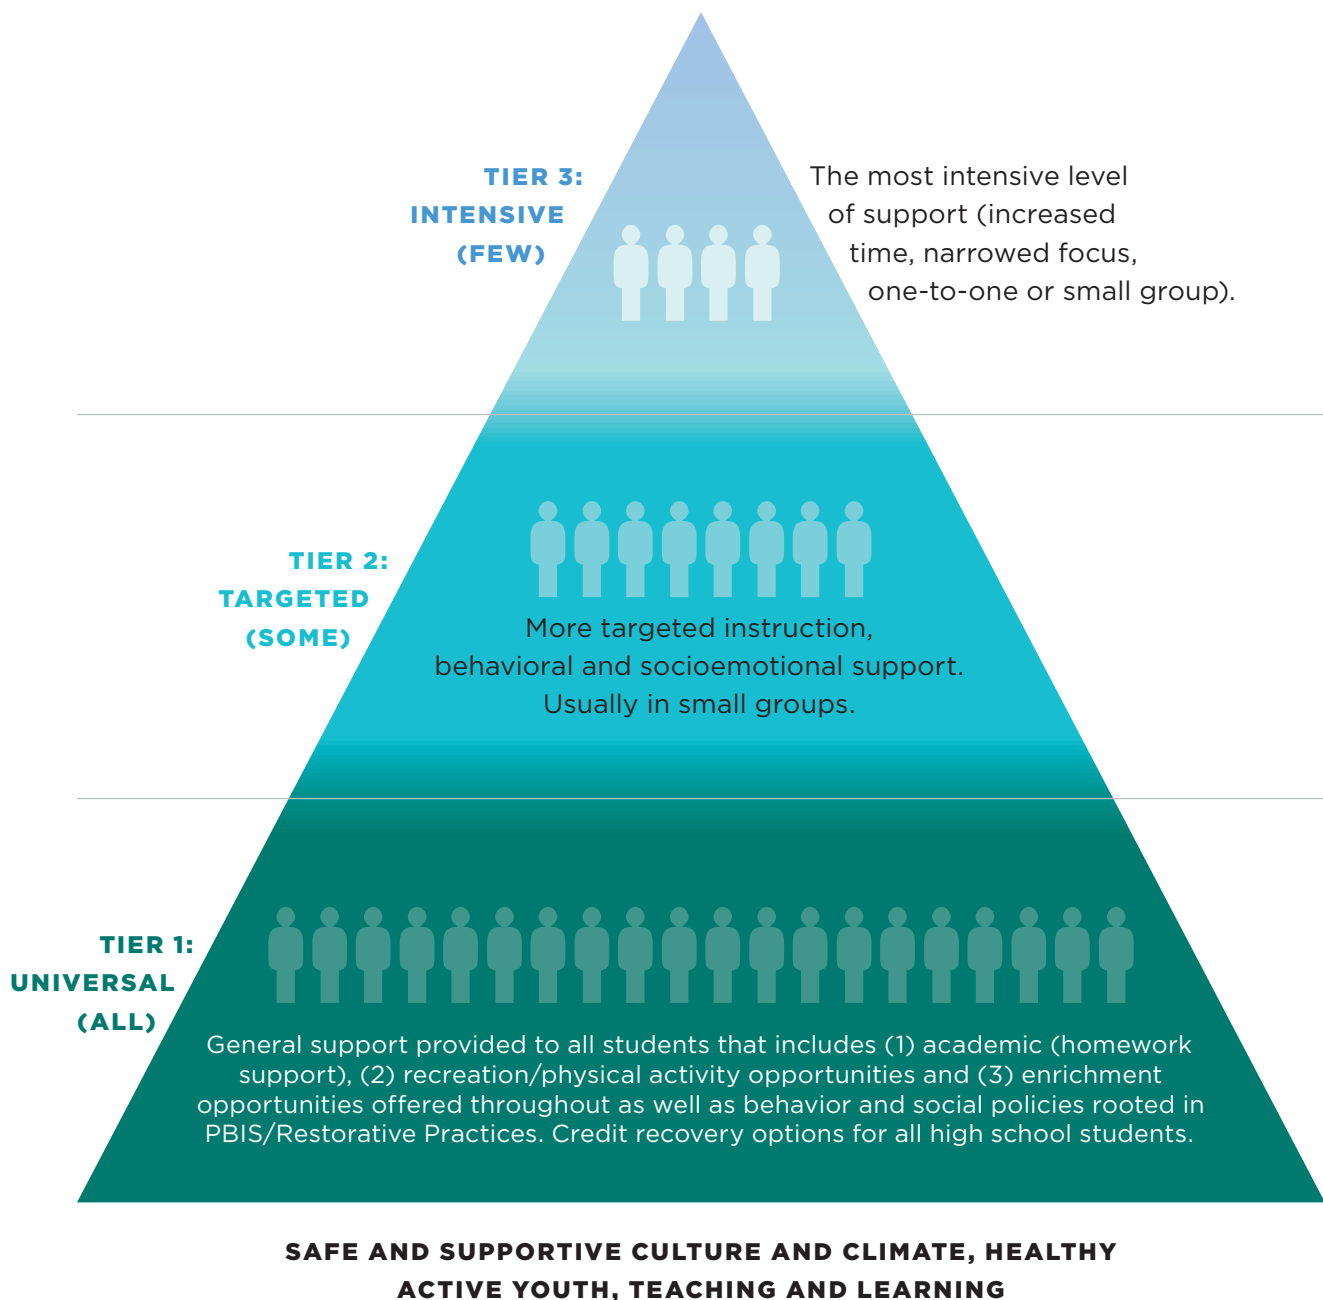 TIER 3:
INTENSIVE
(FEW)
The most intensive level
of support (increased
time, narrowed focus,
one-to-one or small group).
TIER 2:
TARGETED
(SOME)
More targeted instruction,
behavioral and socioemotional support.
Usually in small groups.
TIER 1:
UNIVERSAL
(ALL)
General support provided to all students that includes (1) academic (homework
support), (2) recreation/physical activity opportunities and (3) enrichment
opportunities offered throughout as well as behavior and social policies rooted in
PBIS/Restorative Practices. Credit recovery options for all high school students.
SAFE AND SUPPORTIVE CULTURE AND CLIMATE, HEALTHY
ACTIVE YOUTH, TEACHING AND LEARNING